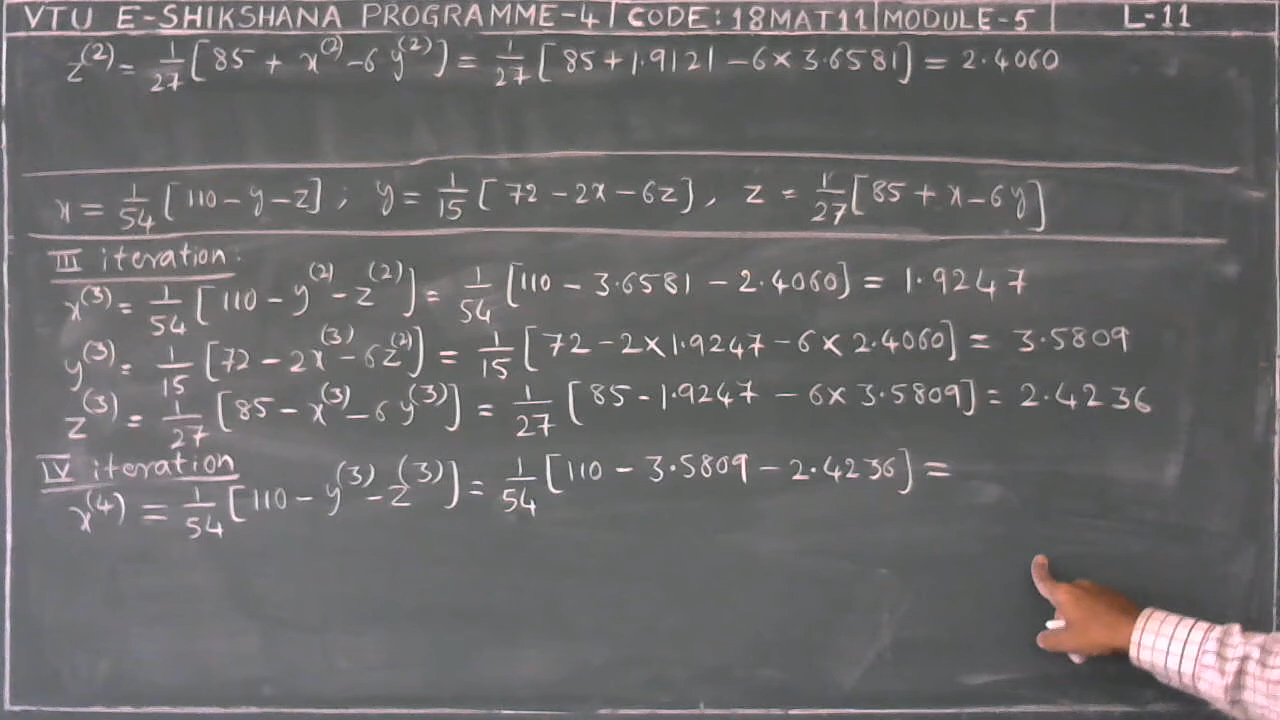 VTU E-SHIKSHANA PROGRAMME-4 | CODE: 18MAT11 | MODULE-5 | L-11
z^(2) = 1/27 [85 + x^(2) - 6 y^(2)] = 1/27 [85 + 1.9121 - 6 × 3.6581] = 2.4060
x = 1/54 [110 - y - z] ; y = 1/15 [72 - 2x - 6z] , z = 1/27 [85 + x - 6y]
III iteration:
x^(3) = 1/54 [110 - y^(2) - z^(2)] = 1/54 [110 - 3.6581 - 2.4060] = 1.9247
y^(3) = 1/15 [72 - 2x^(3) - 6z^(2)] = 1/15 [72 - 2×1.9247 - 6 × 2.4060] = 3.5809
z^(3) = 1/27 [85 - x^(3) - 6 y^(3)] = 1/27 [85 - 1.9247 - 6 × 3.5809] = 2.4236
IV iteration
x^(4) = 1/54 [110 - y^(3) - z^(3)] = 1/54 [110 - 3.5809 - 2.4236] =